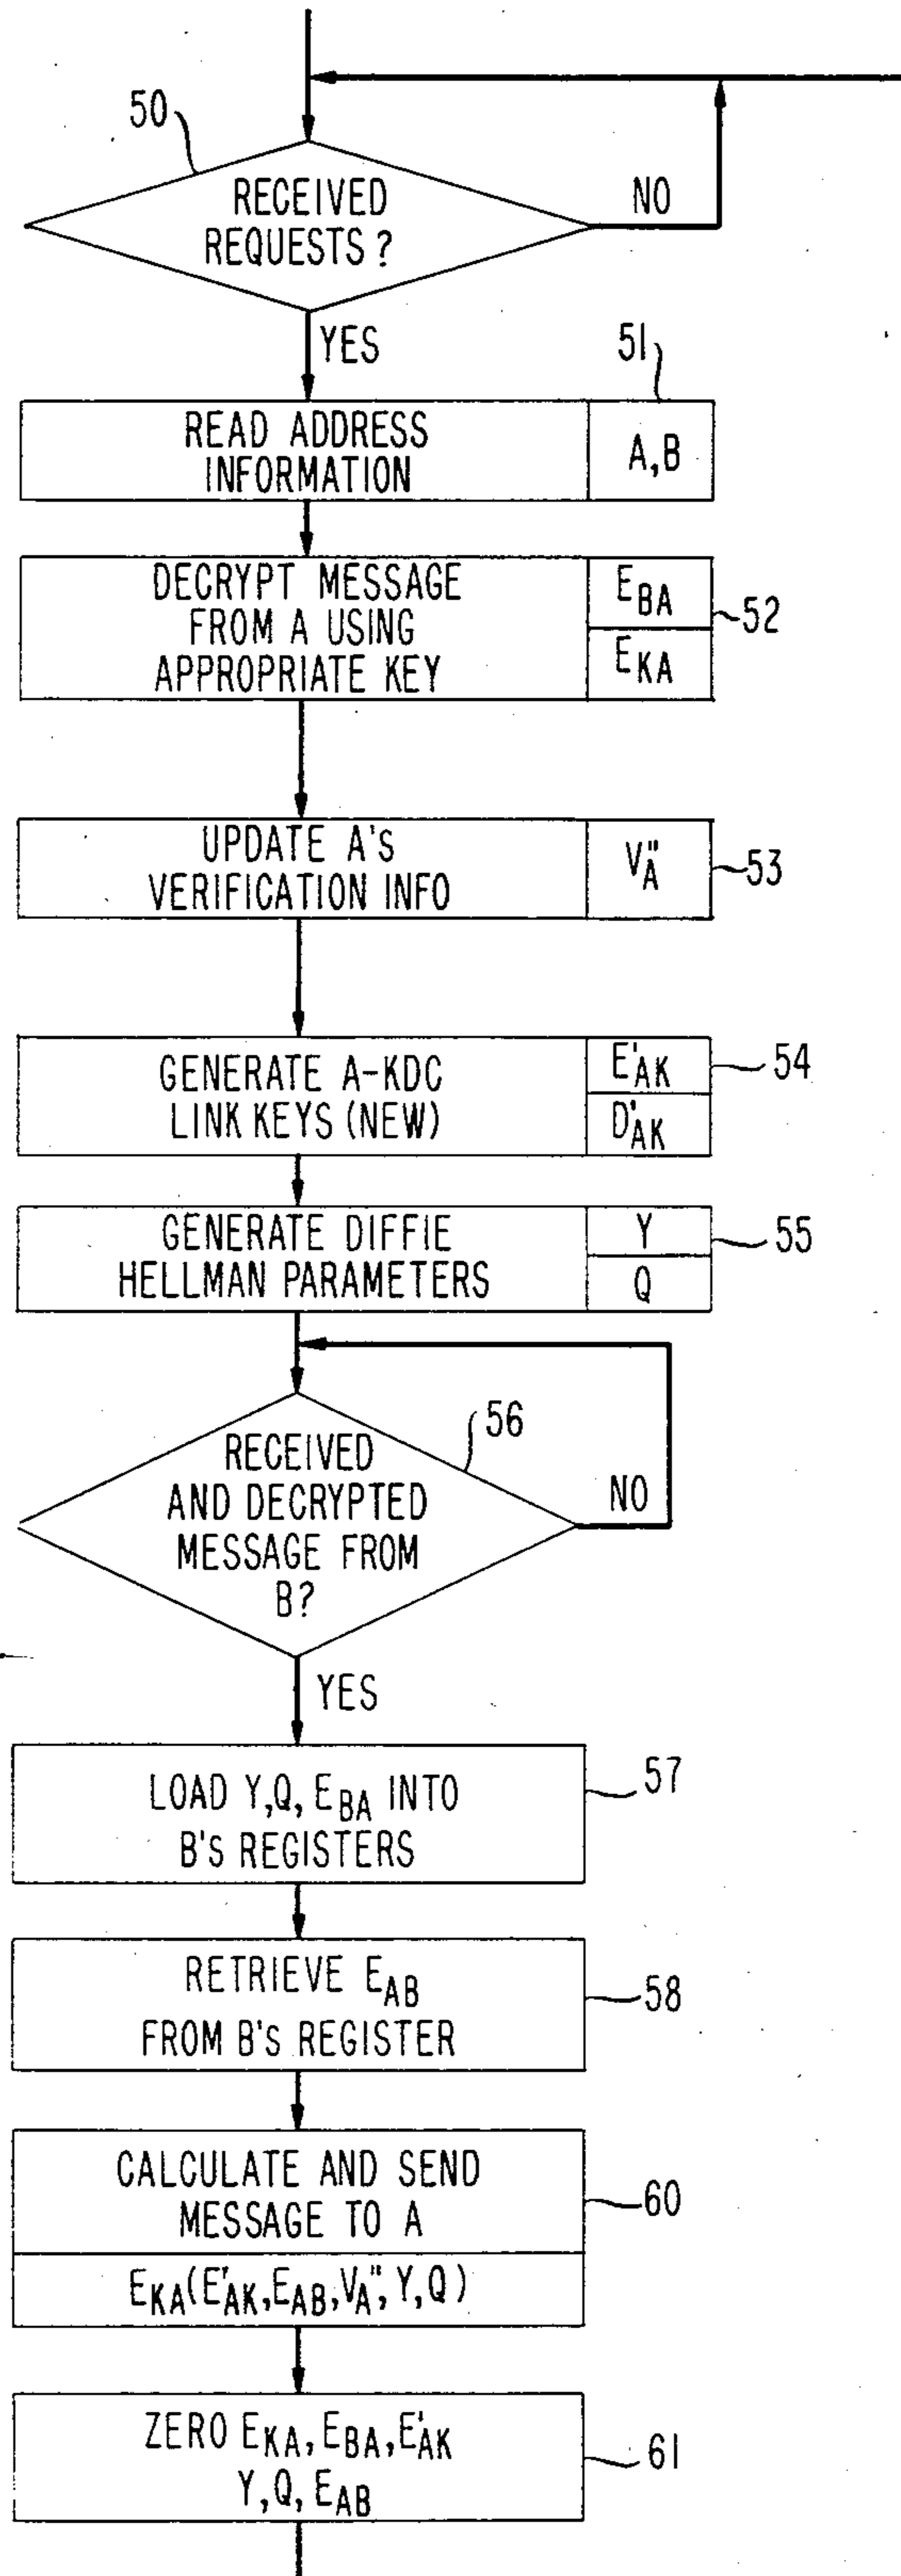 50
RECEIVED
REQUESTS?
NO
YES
51
READ ADDRESS
INFORMATION
A,B
DECRYPT MESSAGE
FROM A USING
APPROPRIATE KEY
E_BA
E_KA
52
UPDATE A's
VERIFICATION INFO
V_A"
53
GENERATE A-KDC
LINK KEYS (NEW)
E'_AK
D'_AK
54
GENERATE DIFFIE
HELLMAN PARAMETERS
Y
Q
55
56
RECEIVED
AND DECRYPTED
MESSAGE FROM
B?
NO
YES
LOAD Y,Q, E_BA INTO
B's REGISTERS
57
RETRIEVE E_AB
FROM B's REGISTER
58
CALCULATE AND SEND
MESSAGE TO A
60
E_KA(E'_AK,E_AB,V_A",Y,Q)
ZERO E_KA, E_BA, E'_AK
Y, Q, E_AB
61